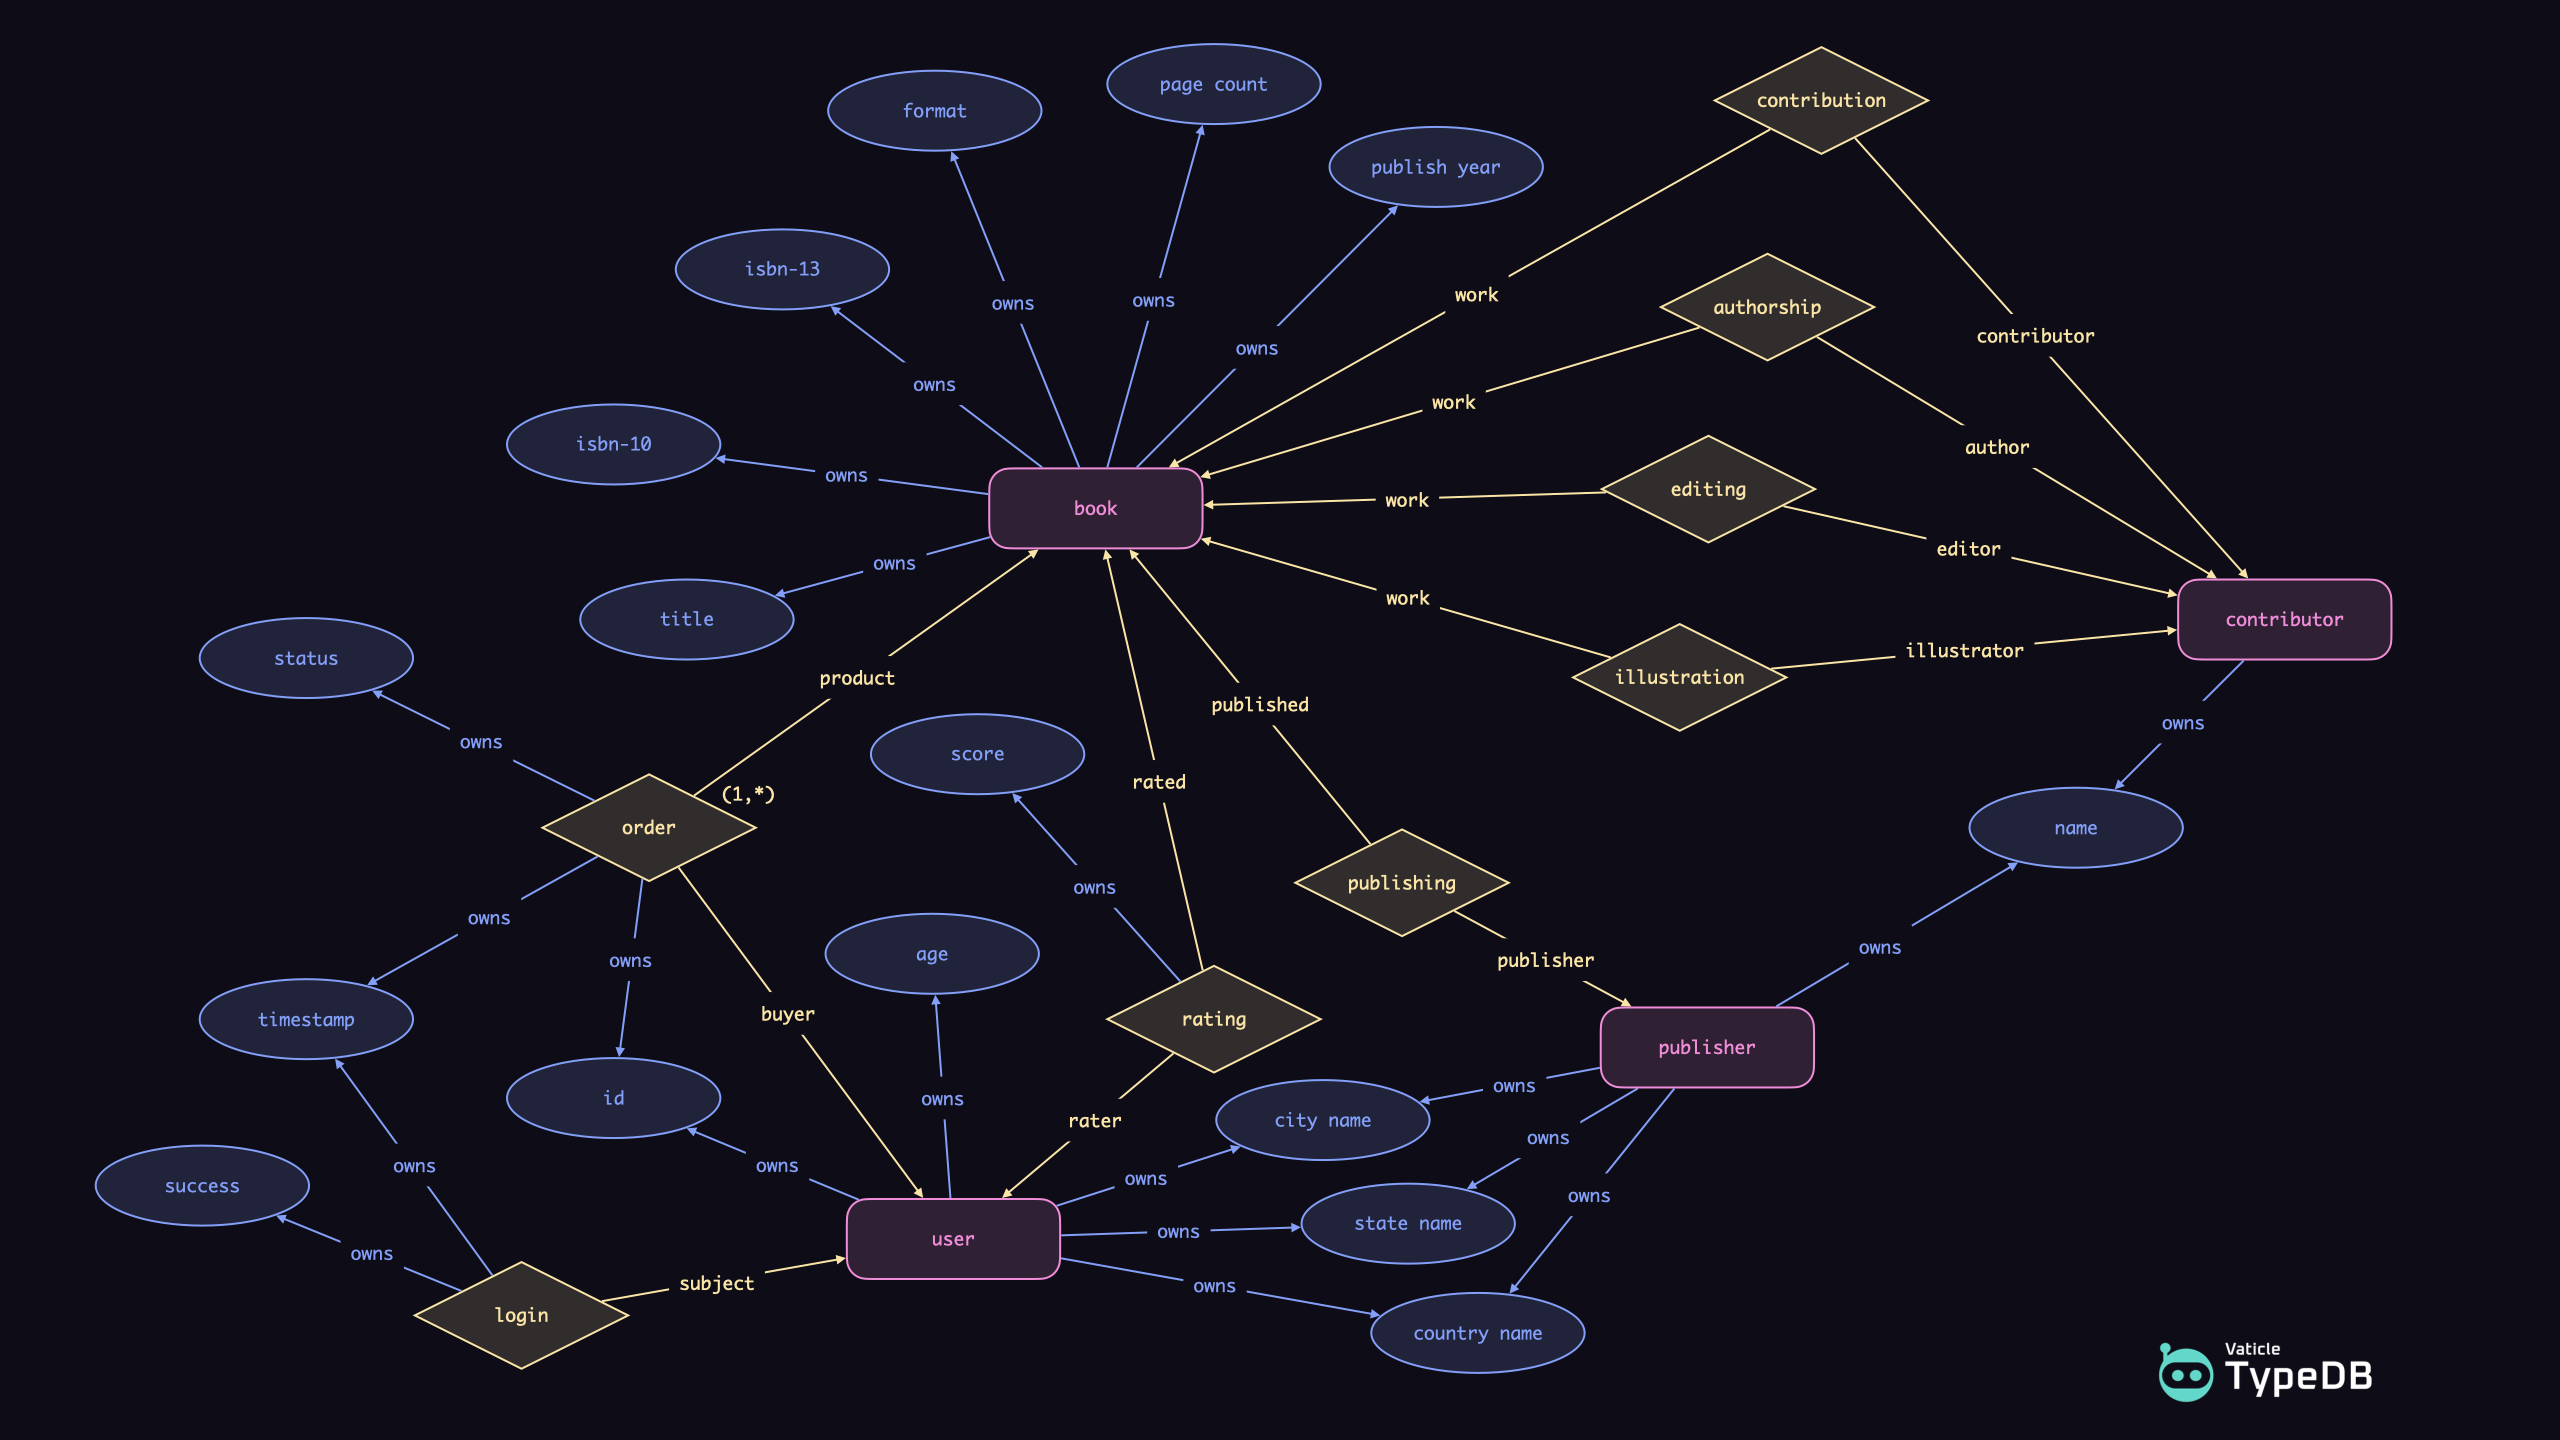 page count
contribution
format
publish year
isbn-13
work
owns
owns
authorship
contributor
owns
owns
work
isbn-10
author
owns
editing
work
book
editor
owns
work
title
contributor
status
illustrator
product
illustration
published
owns
owns
score
rated
(1,*)
order
name
publishing
owns
owns
owns
age
publisher
owns
buyer
timestamp
rating
publisher
owns
id
owns
city name
rater
owns
owns
owns
owns
success
owns
state name
owns
user
owns
subject
owns
login
country name
Vaticle
TypeDB